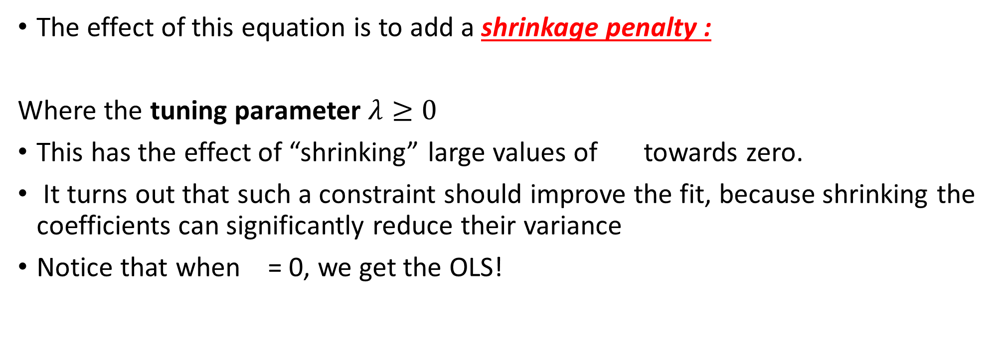 • The effect of this equation is to add a shrinkage penalty :
Where the tuning parameter λ ≥ 0
• This has the effect of “shrinking” large values of towards zero.
• It turns out that such a constraint should improve the fit, because shrinking the
coefficients can significantly reduce their variance
• Notice that when = 0, we get the OLS!